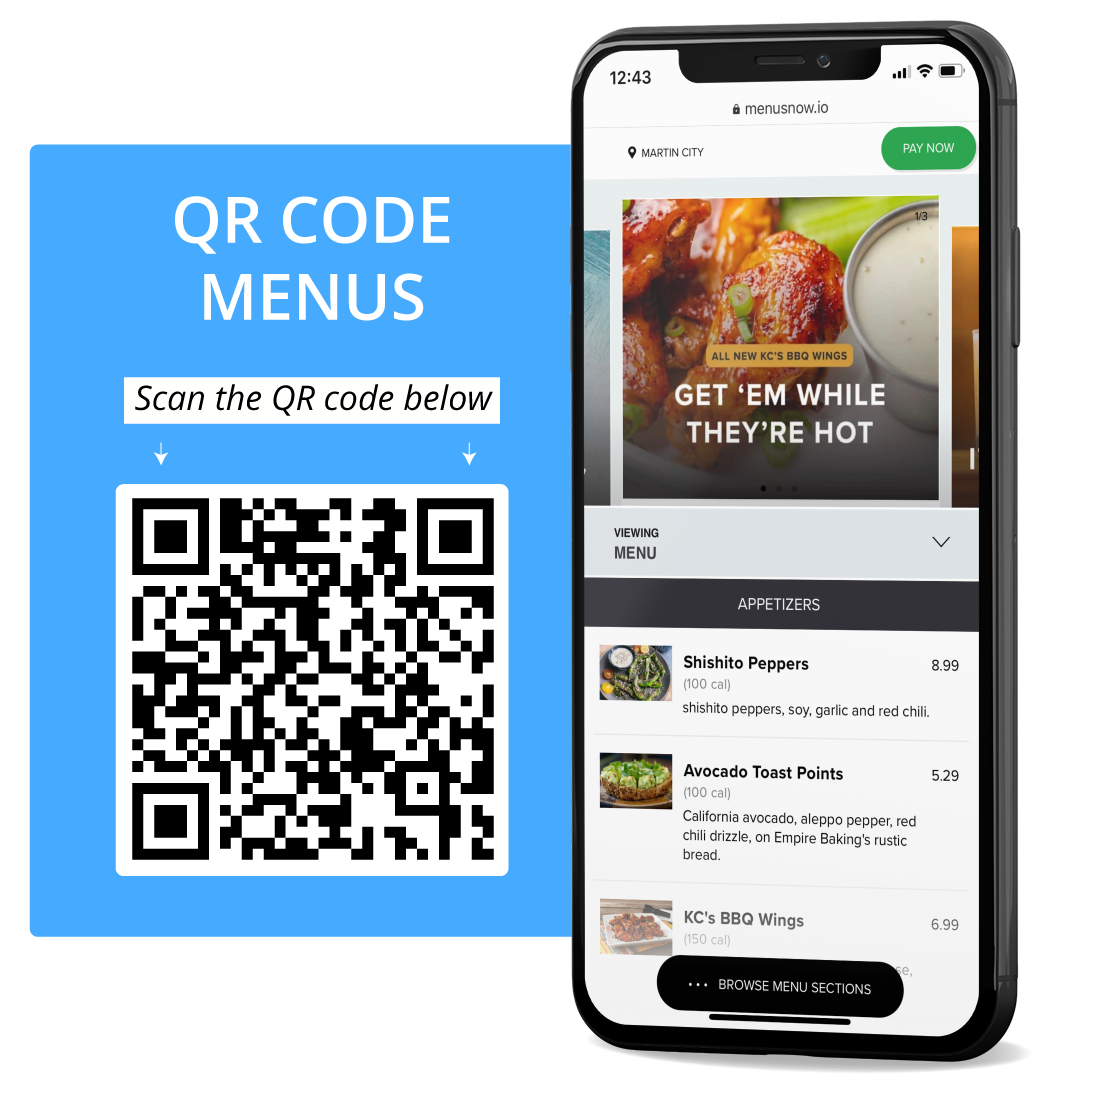 QR CODE
MENUS
Scan the QR code below
12:43
menusnow.io
MARTIN CITY
PAY NOW
1/3
ALL NEW KC'S BBQ WINGS
GET ‘EM WHILE
THEY’RE HOT
VIEWING
MENU
APPETIZERS
Shishito Peppers 8.99
(100 cal)
shishito peppers, soy, garlic and red chili.
Avocado Toast Points 5.29
(100 cal)
California avocado, aleppo pepper, red
chili drizzle, on Empire Baking's rustic
bread.
KC's BBQ Wings 6.99
(150 cal)
BROWSE MENU SECTIONS